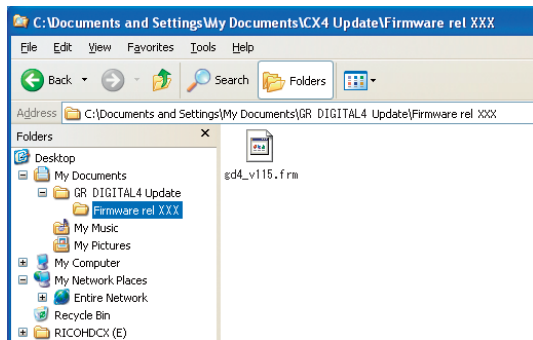 C:\Documents and Settings\My Documents\CX4 Update\Firmware rel XXX
File Edit View Favorites Tools Help
Back Search Folders
Address C:\Documents and Settings\My Documents\GR DIGITAL4 Update\Firmware rel XXX
Folders X
Desktop
My Documents
GR DIGITAL4 Update
Firmware rel XXX
My Music
My Pictures
My Computer
My Network Places
Entire Network
Recycle Bin
RICOHDCX (E)
gd4_v115.frm